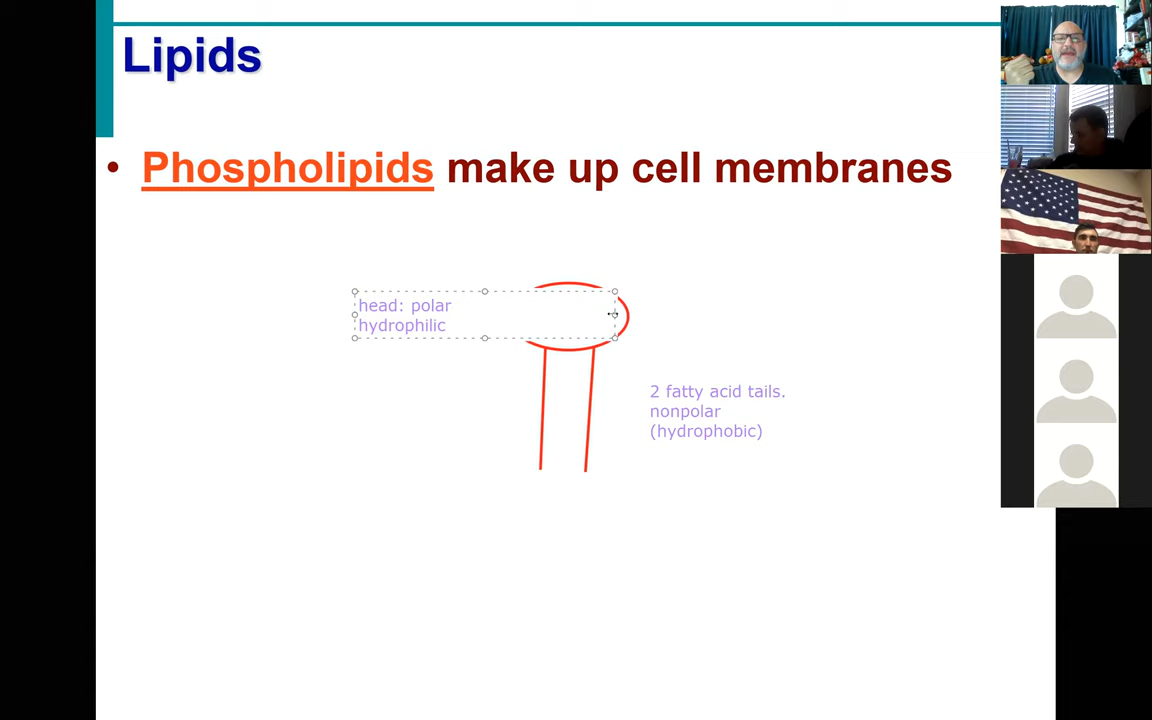 Lipids
• Phospholipids make up cell membranes
head: polar
hydrophilic
2 fatty acid tails.
nonpolar
(hydrophobic)